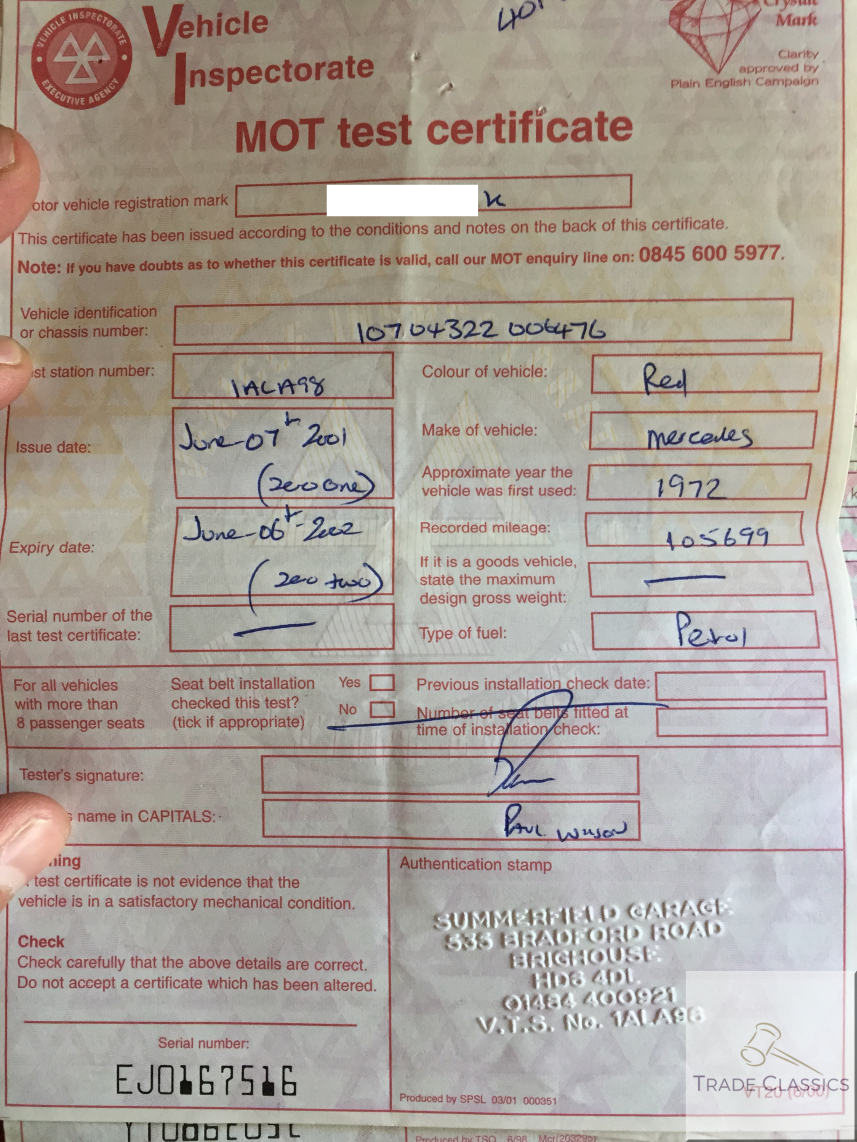 VEHICLE INSPECTORATE
EXECUTIVE AGENCY
Vehicle
Inspectorate
401
Crystal
Mark
Clarity
approved by
Plain English Campaign
MOT test certificate
otor vehicle registration mark
K
This certificate has been issued according to the conditions and notes on the back of this certificate.
Note: If you have doubts as to whether this certificate is valid, call our MOT enquiry line on: 0845 600 5977.
Vehicle identification
or chassis number:
10704322 006476
st station number:
1ALA98
Colour of vehicle:
Red
Issue date:
June-07th 2001
(zero one)
Make of vehicle:
mercedes
Approximate year the
vehicle was first used:
1972
Expiry date:
June-06th-2002
(zero two)
Recorded mileage:
105699
If it is a goods vehicle,
state the maximum
design gross weight:
Serial number of the
last test certificate:
Type of fuel:
Petrol
For all vehicles
with more than
8 passenger seats
Seat belt installation
checked this test?
(tick if appropriate)
Yes
No
Previous installation check date:
Number of seat belts fitted at
time of installation check:
Tester's signature:
s name in CAPITALS:
PAUL WILSON
ning
test certificate is not evidence that the
vehicle is in a satisfactory mechanical condition.
Check
Check carefully that the above details are correct.
Do not accept a certificate which has been altered.
Serial number:
EJ0167516
Authentication stamp
SUMMERFIELD GARAGE
535 BRADFORD ROAD
BRIGHOUSE
HD6 4DL
01484 400921
V.T.S. No. 1ALA98
Produced by SPSL 03/01 000351
VT20 (6/00)
TRADE CLASSICS
Produced by TSO 6/98